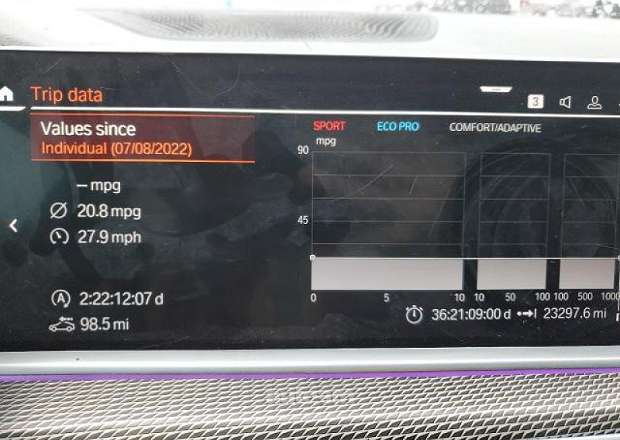 Trip data
3
Values since
Individual (07/08/2022)
– mpg
20.8 mpg
27.9 mph
2:22:12:07 d
98.5 mi
SPORT ECO PRO COMFORT/ADAPTIVE
mpg
90
45
0 5 10 10 50 100 100 500 1000
36:21:09:00 d 23297.6 mi